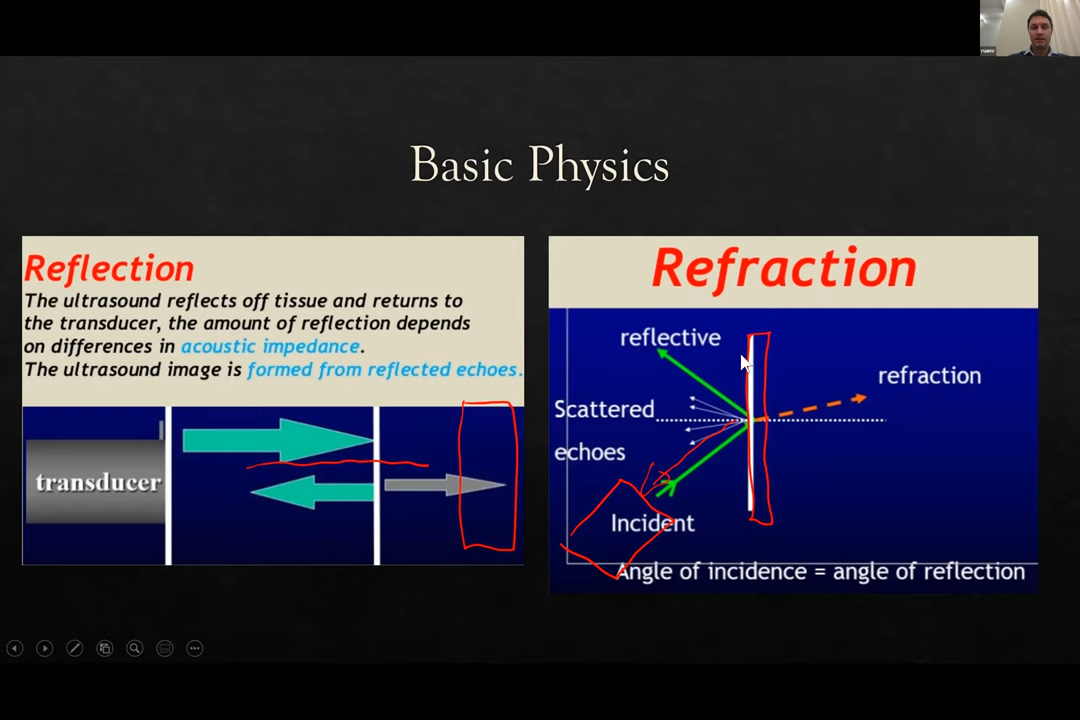 Basic Physics
Reflection
The ultrasound reflects off tissue and returns to
the transducer, the amount of reflection depends
on differences in acoustic impedance.
The ultrasound image is formed from reflected echoes.
transducer
Refraction
reflective
refraction
Scattered
echoes
Incident
Angle of incidence = angle of reflection